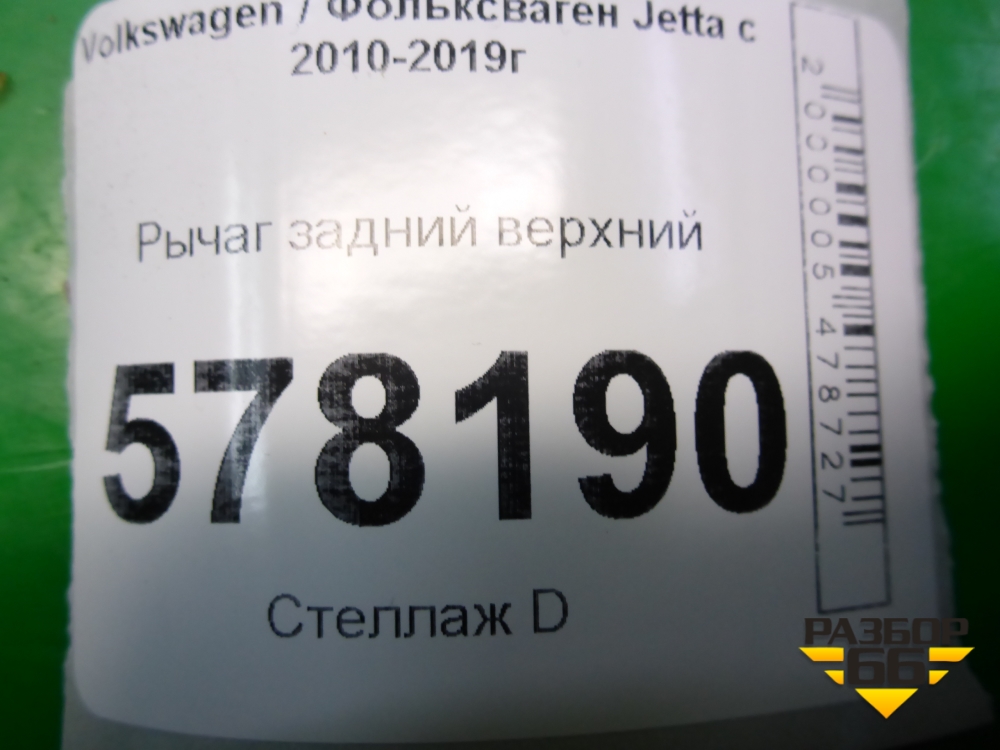 Volkswagen / Фольксваген Jetta с
2010-2019г
Рычаг задний верхний
578190
Стеллаж D
2000005478727
РАЗБОР
66